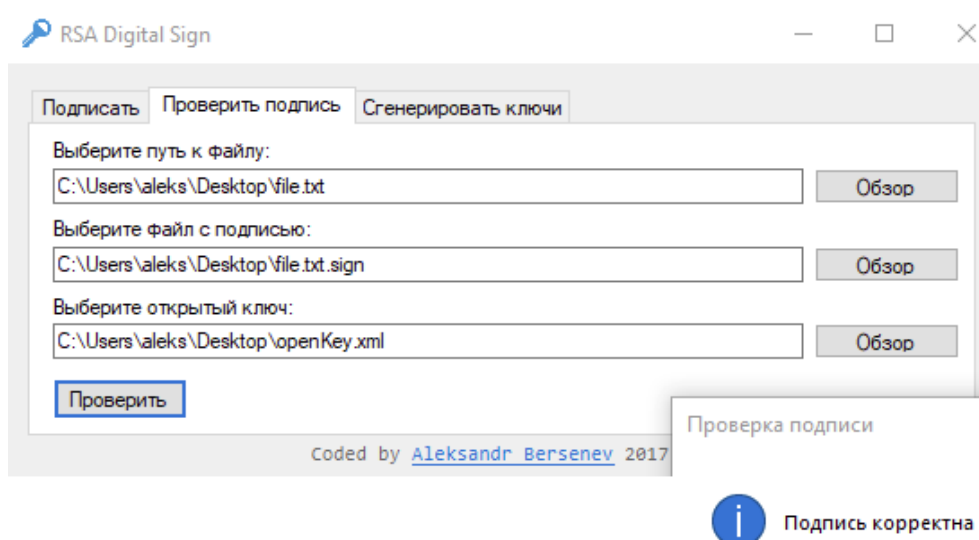 RSA Digital Sign
Подписать Проверить подпись Сгенерировать ключи
Выберите путь к файлу:
C:\Users\aleks\Desktop\file.txt Обзор
Выберите файл с подписью:
C:\Users\aleks\Desktop\file.txt.sign Обзор
Выберите открытый ключ:
C:\Users\aleks\Desktop\openKey.xml Обзор
Проверить
Проверка подписи
Coded by Aleksandr Bersenev 2017
Подпись корректна